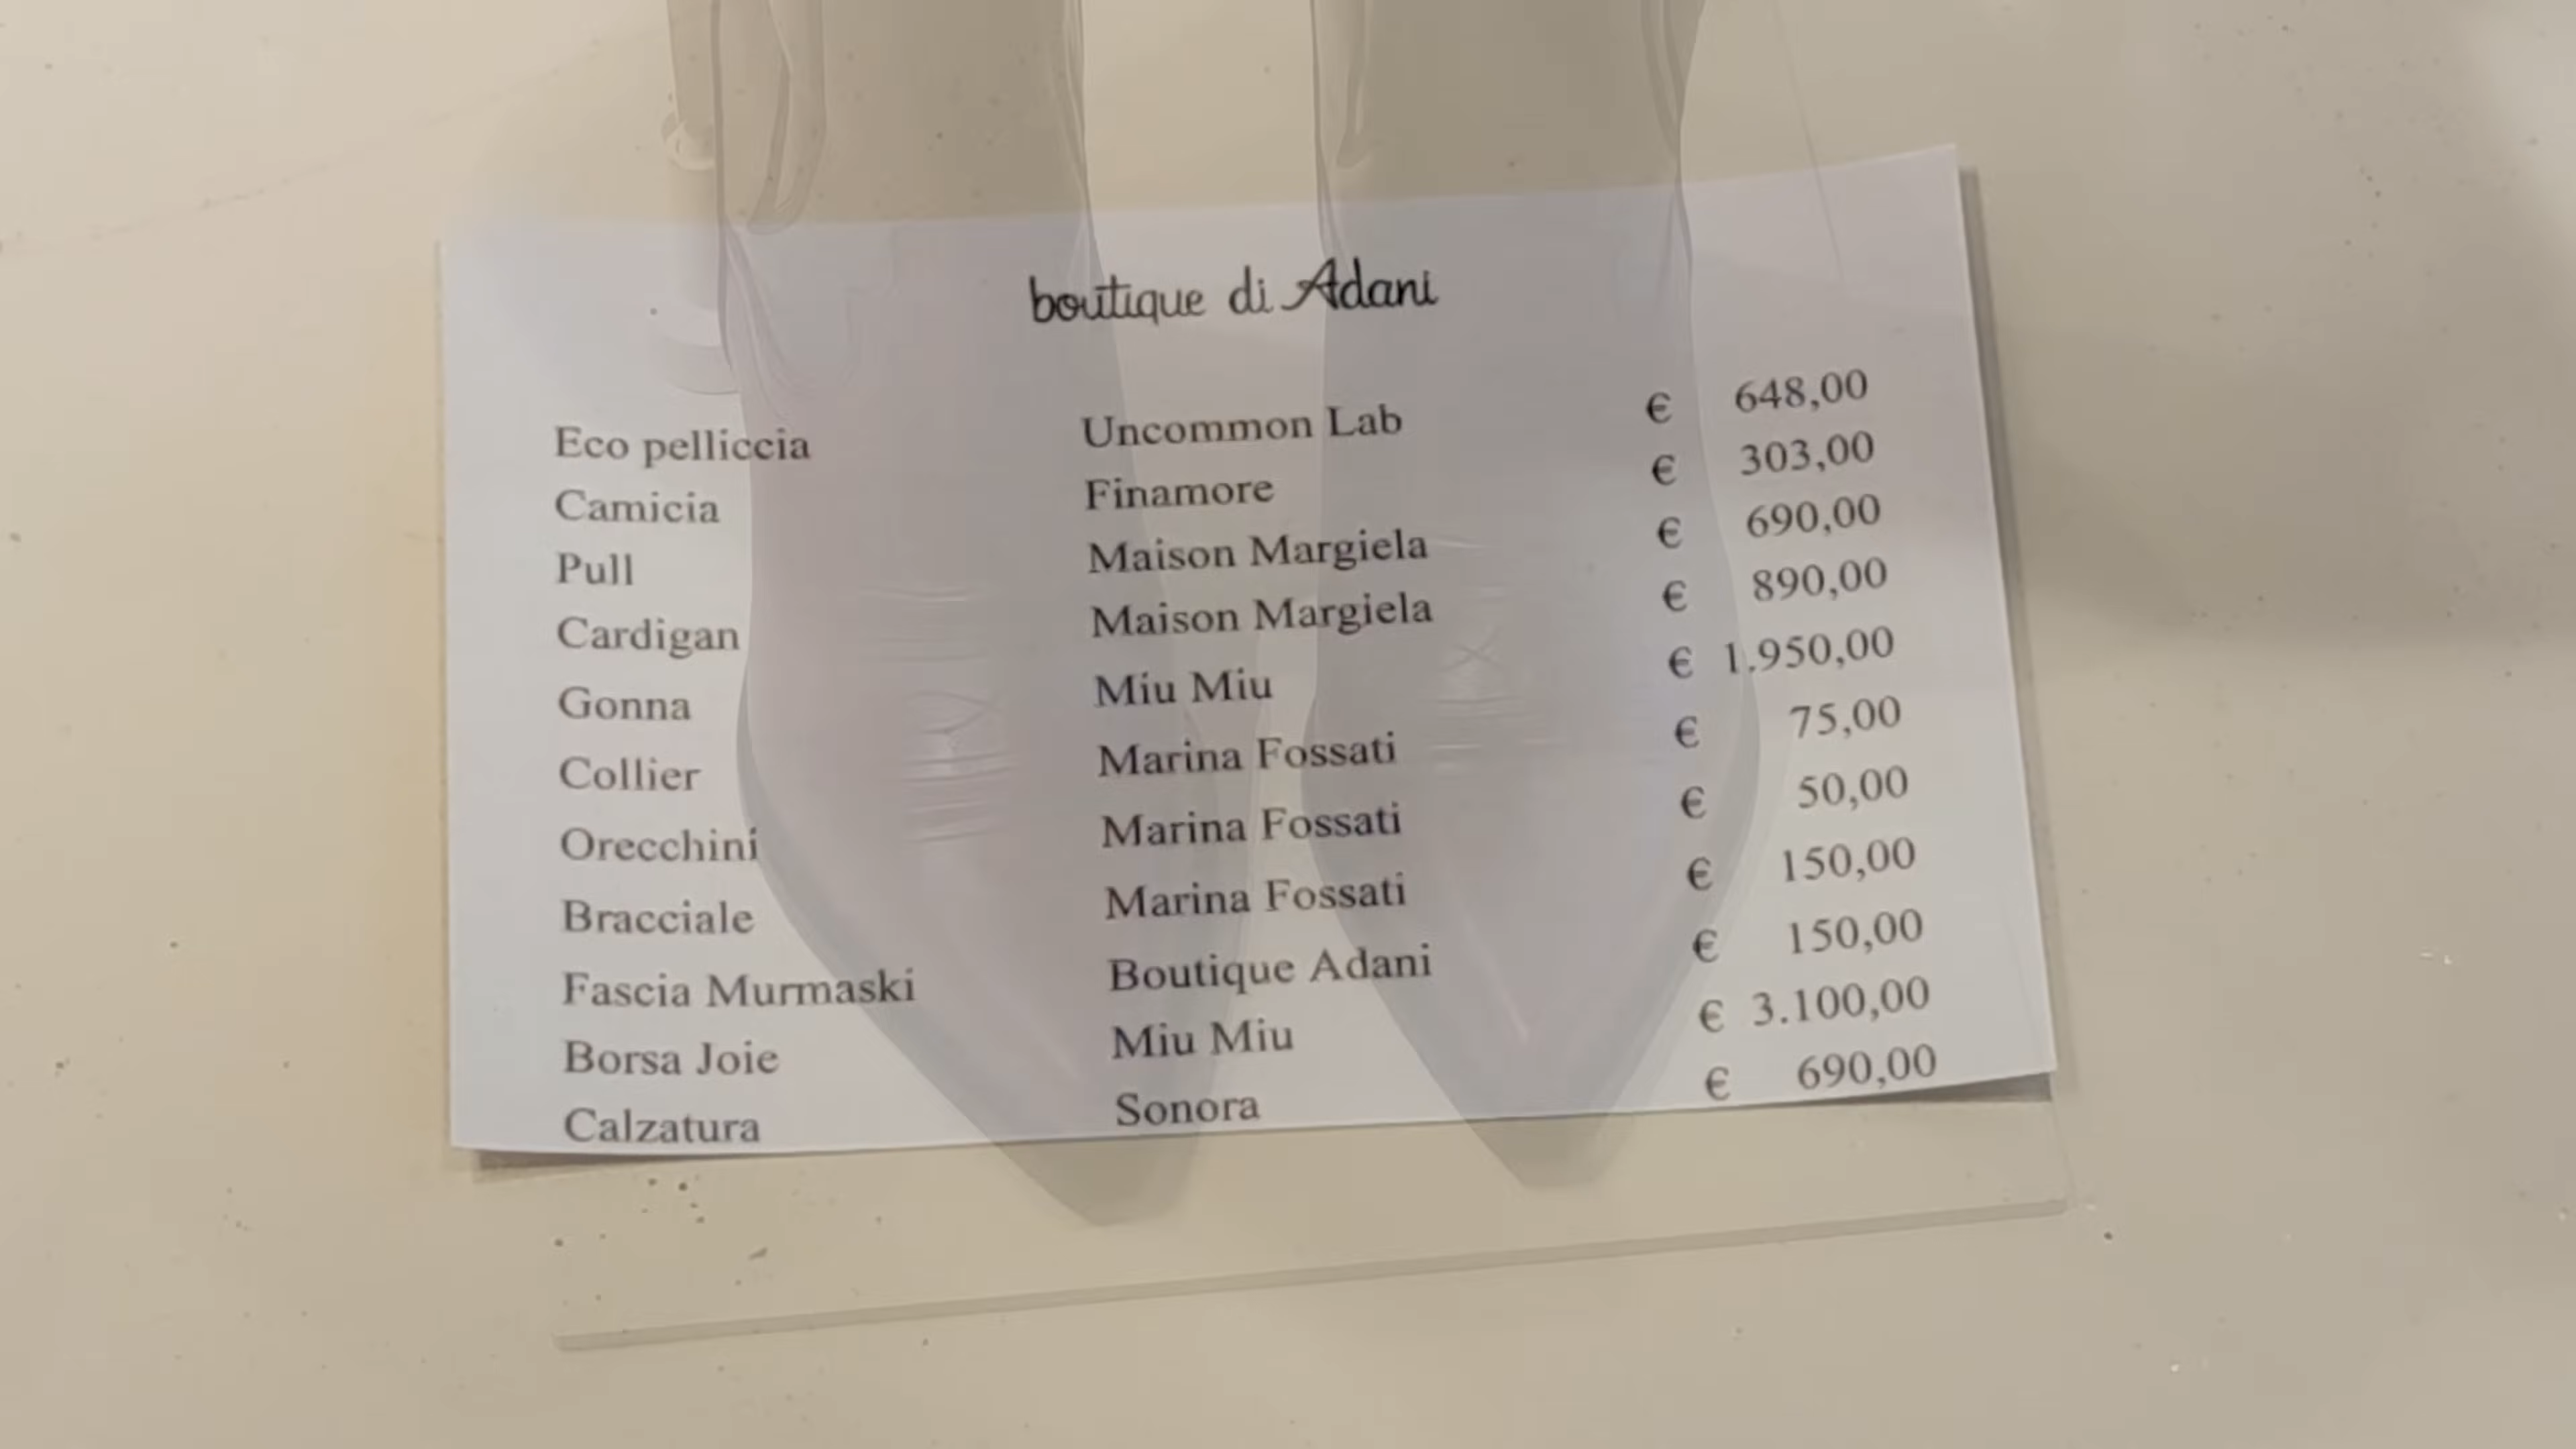 boutique di Adani
Eco pelliccia Uncommon Lab € 648,00
Camicia Finamore € 303,00
Pull Maison Margiela € 690,00
Cardigan Maison Margiela € 890,00
Gonna Miu Miu € 1.950,00
Collier Marina Fossati € 75,00
Orecchini Marina Fossati € 50,00
Bracciale Marina Fossati € 150,00
Fascia Murmaski Boutique Adani € 150,00
Borsa Joie Miu Miu € 3.100,00
Calzatura Sonora € 690,00